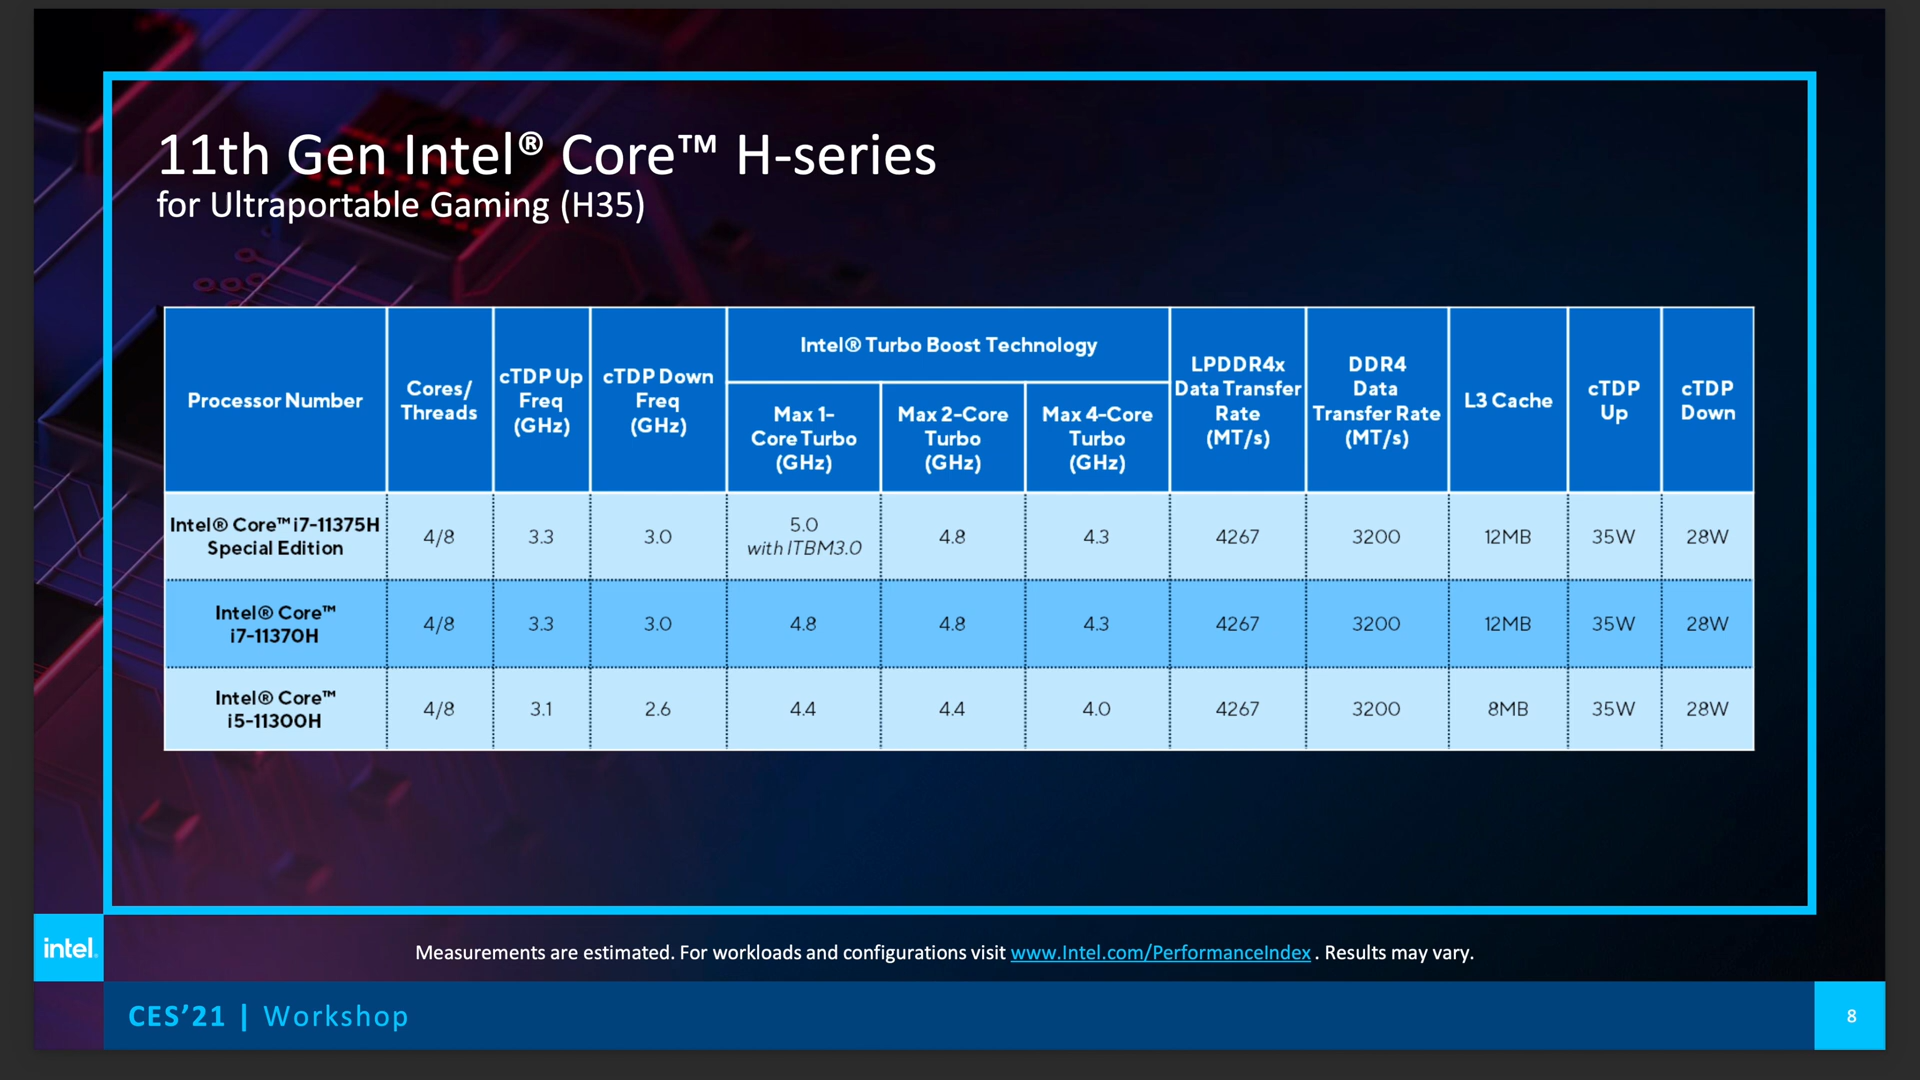 11th Gen Intel® Core™ H-series
for Ultraportable Gaming (H35)
Processor Number
Cores/
Threads
cTDP Up
Freq
(GHz)
cTDP Down
Freq
(GHz)
Intel® Turbo Boost Technology
Max 1-
Core Turbo
(GHz)
Max 2-Core
Turbo
(GHz)
Max 4-Core
Turbo
(GHz)
LPDDR4x
Data Transfer
Rate
(MT/s)
DDR4
Data
Transfer Rate
(MT/s)
L3 Cache
cTDP
Up
cTDP
Down
Intel® Core™ i7-11375H
Special Edition
4/8
3.3
3.0
5.0
with ITBM3.0
4.8
4.3
4267
3200
12MB
35W
28W
Intel® Core™
i7-11370H
4/8
3.3
3.0
4.8
4.8
4.3
4267
3200
12MB
35W
28W
Intel® Core™
i5-11300H
4/8
3.1
2.6
4.4
4.4
4.0
4267
3200
8MB
35W
28W
intel.
Measurements are estimated. For workloads and configurations visit www.Intel.com/PerformanceIndex . Results may vary.
CES’21 | Workshop
8